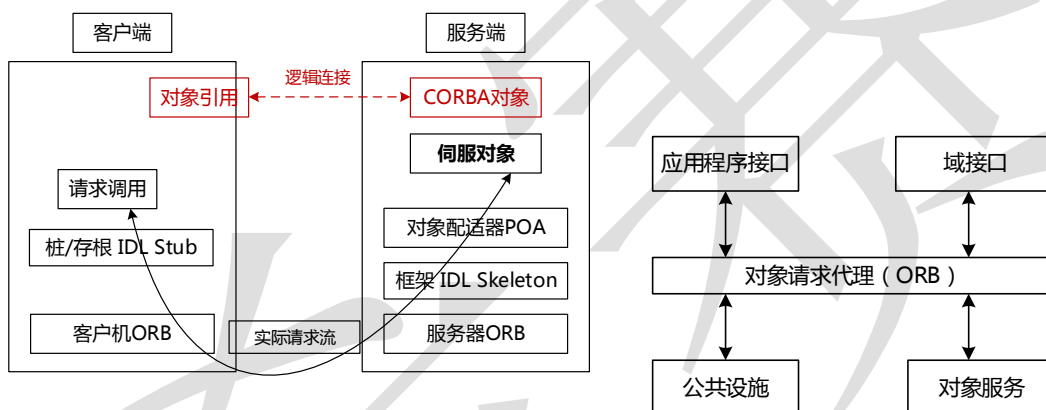 客户端
服务端
对象引用
逻辑连接
CORBA对象
伺服对象
请求调用
对象配适器POA
桩/存根 IDL Stub
框架 IDL Skeleton
客户机ORB
实际请求流
服务器ORB
应用程序接口
域接口
对象请求代理（ORB）
公共设施
对象服务